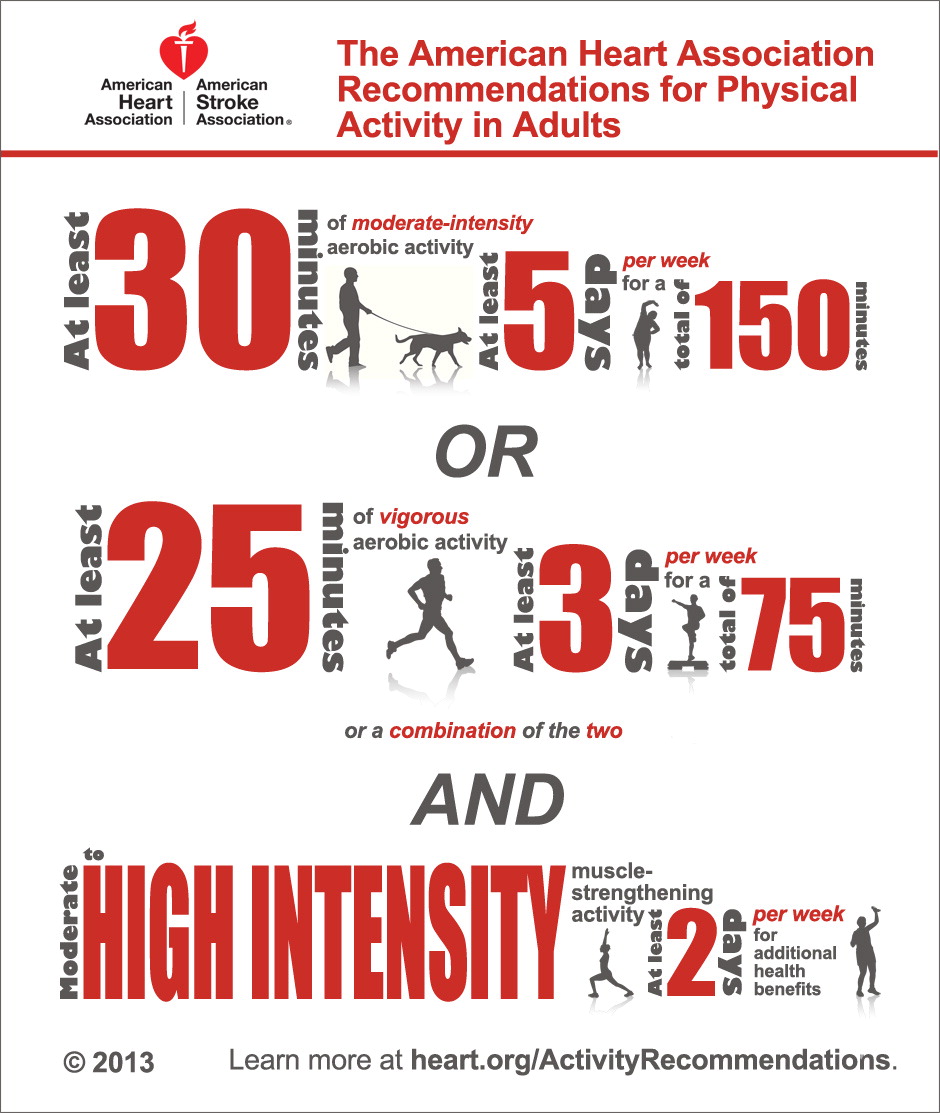 American
Heart
Association
American
Stroke
Association®
The American Heart Association
Recommendations for Physical
Activity in Adults
At least
30
minutes
of moderate-intensity
aerobic activity
At least
5
days
per week
for a
total of
150
minutes
OR
At least
25
minutes
of vigorous
aerobic activity
At least
3
days
per week
for a
total of
75
minutes
or a combination of the two
AND
Moderate
to
HIGH INTENSITY
muscle-
strengthening
activity
At least
2
days
per week
for
additional
health
benefits
© 2013
Learn more at heart.org/ActivityRecommendations.